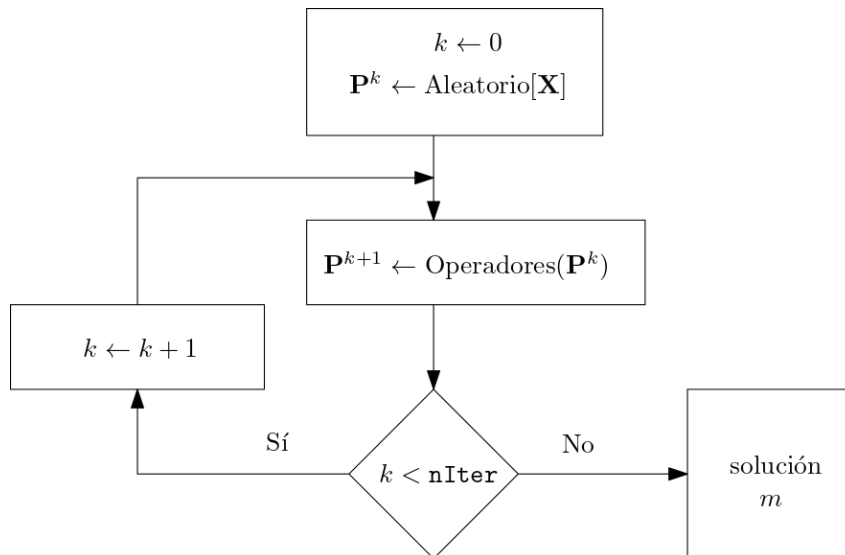 k ← 0
P^k ← Aleatorio[X]
P^{k+1} ← Operadores(P^k)
k ← k + 1
Sí
k < nIter
No
solución
m